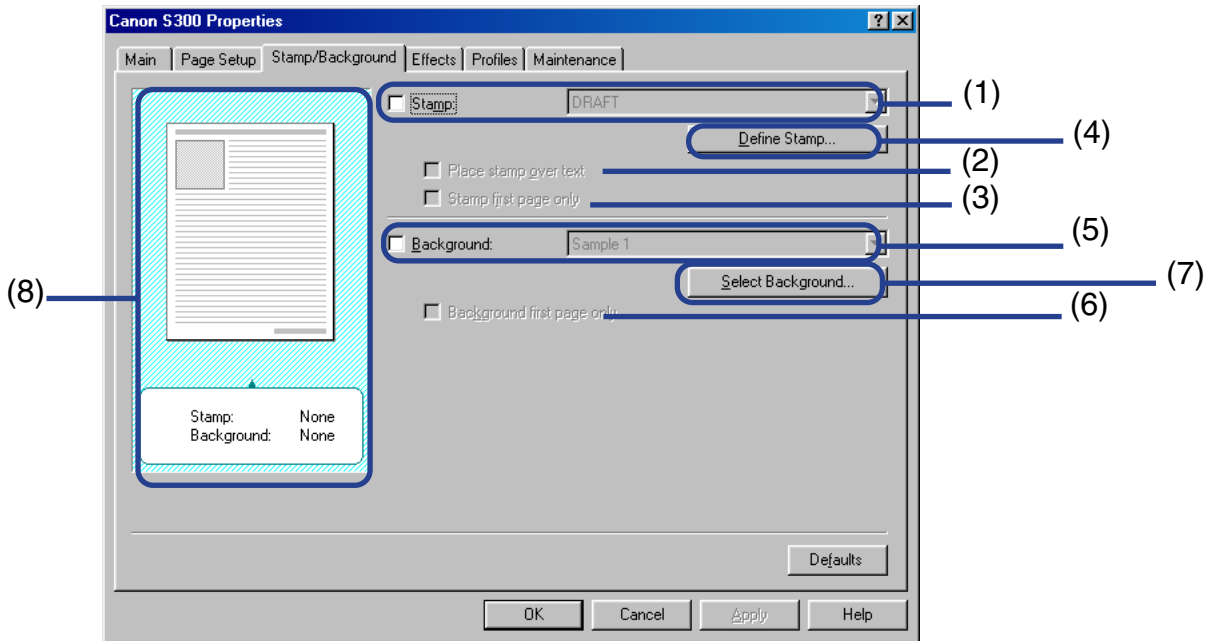 Canon S300 Properties
Main Page Setup Stamp/Background Effects Profiles Maintenance
Stamp: DRAFT (1)
Define Stamp... (4)
Place stamp over text (2)
Stamp first page only (3)
Background: Sample 1 (5)
Select Background... (7)
Background first page only (6)
(8)
Stamp: None
Background: None
Defaults
OK Cancel Apply Help